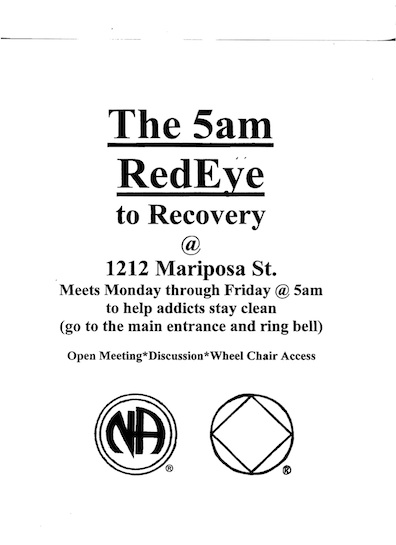 The 5am
RedEye
to Recovery
@
1212 Mariposa St.
Meets Monday through Friday @ 5am
to help addicts stay clean
(go to the main entrance and ring bell)
Open Meeting*Discussion*Wheel Chair Access
NA
®
®